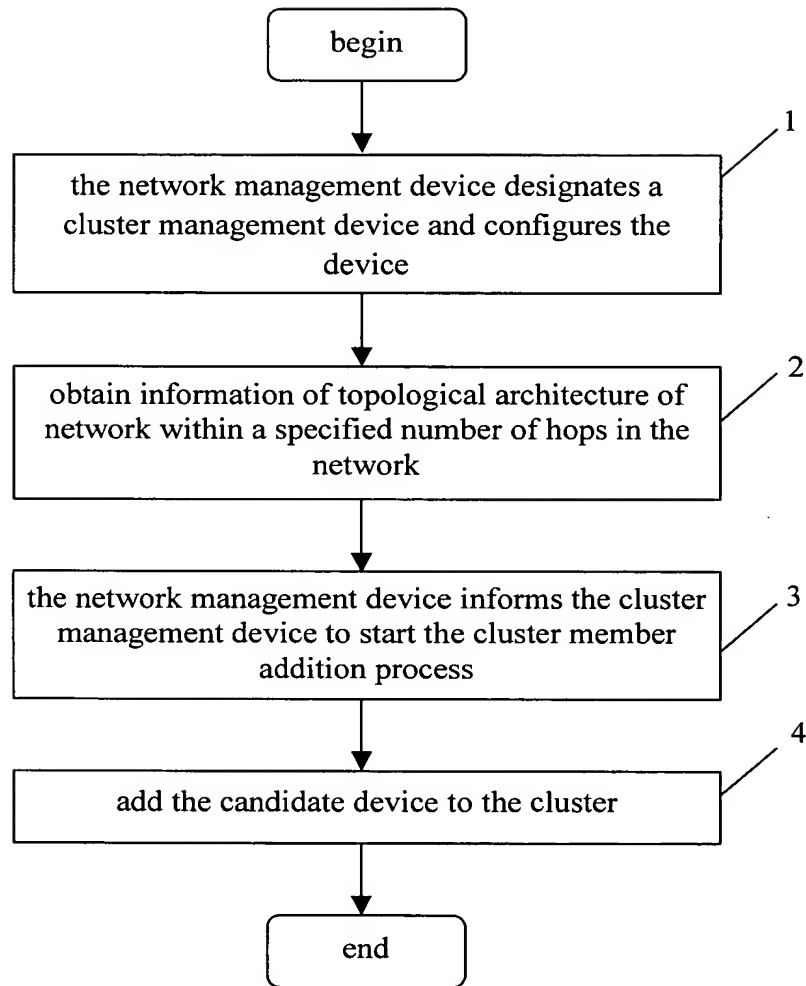 begin
1
the network management device designates a
cluster management device and configures the
device
2
obtain information of topological architecture of
network within a specified number of hops in the
network
the network management device informs the cluster
3
management device to start the cluster member
addition process
4
add the candidate device to the cluster
end